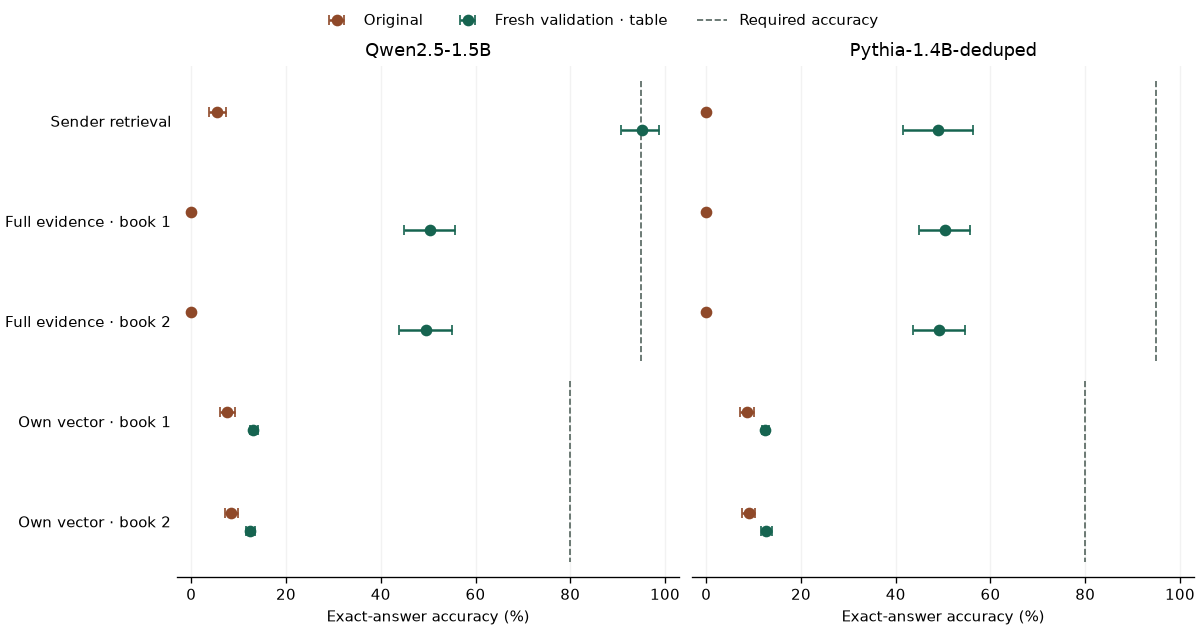 Original
Fresh validation · table
Required accuracy
Qwen2.5-1.5B
Pythia-1.4B-deduped
Sender retrieval
Full evidence · book 1
Full evidence · book 2
Own vector · book 1
Own vector · book 2
0 20 40 60 80 100
0 20 40 60 80 100
Exact-answer accuracy (%)
Exact-answer accuracy (%)